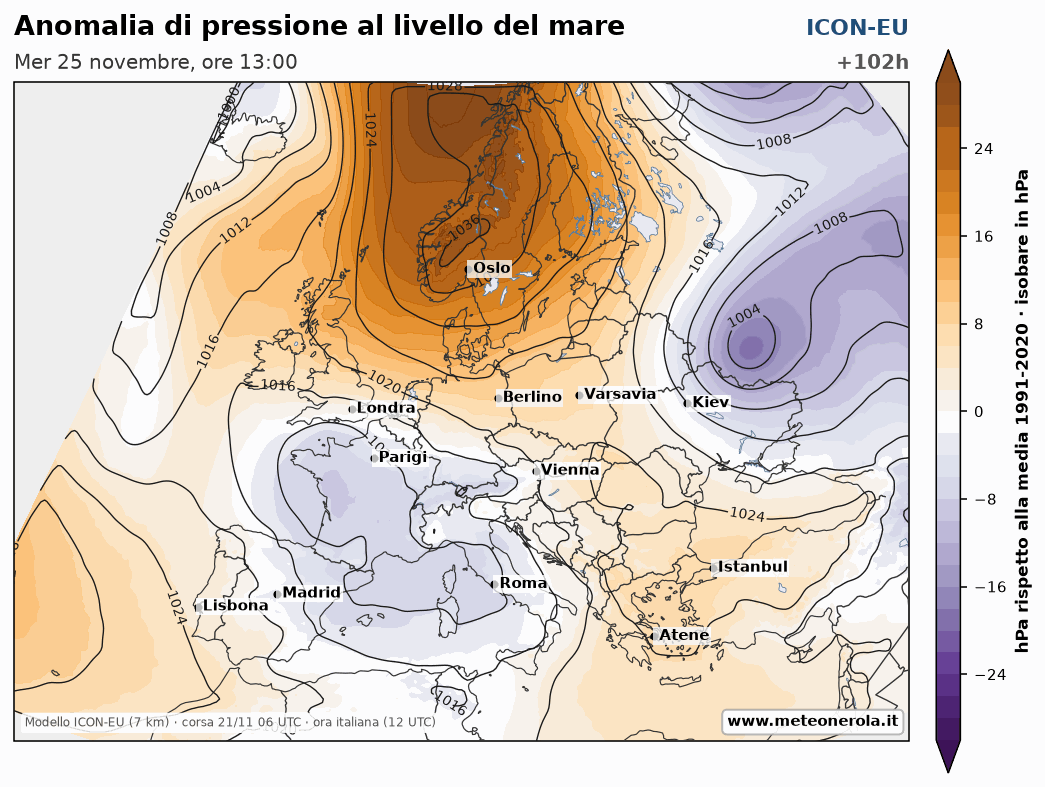 Anomalia di pressione al livello del mare
ICON-EU
Mer 25 novembre, ore 13:00
+102h
1028
1000
1024
1008
1004
1012
1008
1012
1008
1036
1016
Oslo
1004
1016
1020
1016
Berlino
Varsavia
Kiev
Londra
Parigi
Vienna
1024
Istanbul
Madrid
Roma
Lisbona
1024
Atene
1016
Modello ICON-EU (7 km) · corsa 21/11 06 UTC · ora italiana (12 UTC)
www.meteonerola.it
24
16
8
0
−8
−16
−24
hPa rispetto alla media 1991-2020 · isobare in hPa